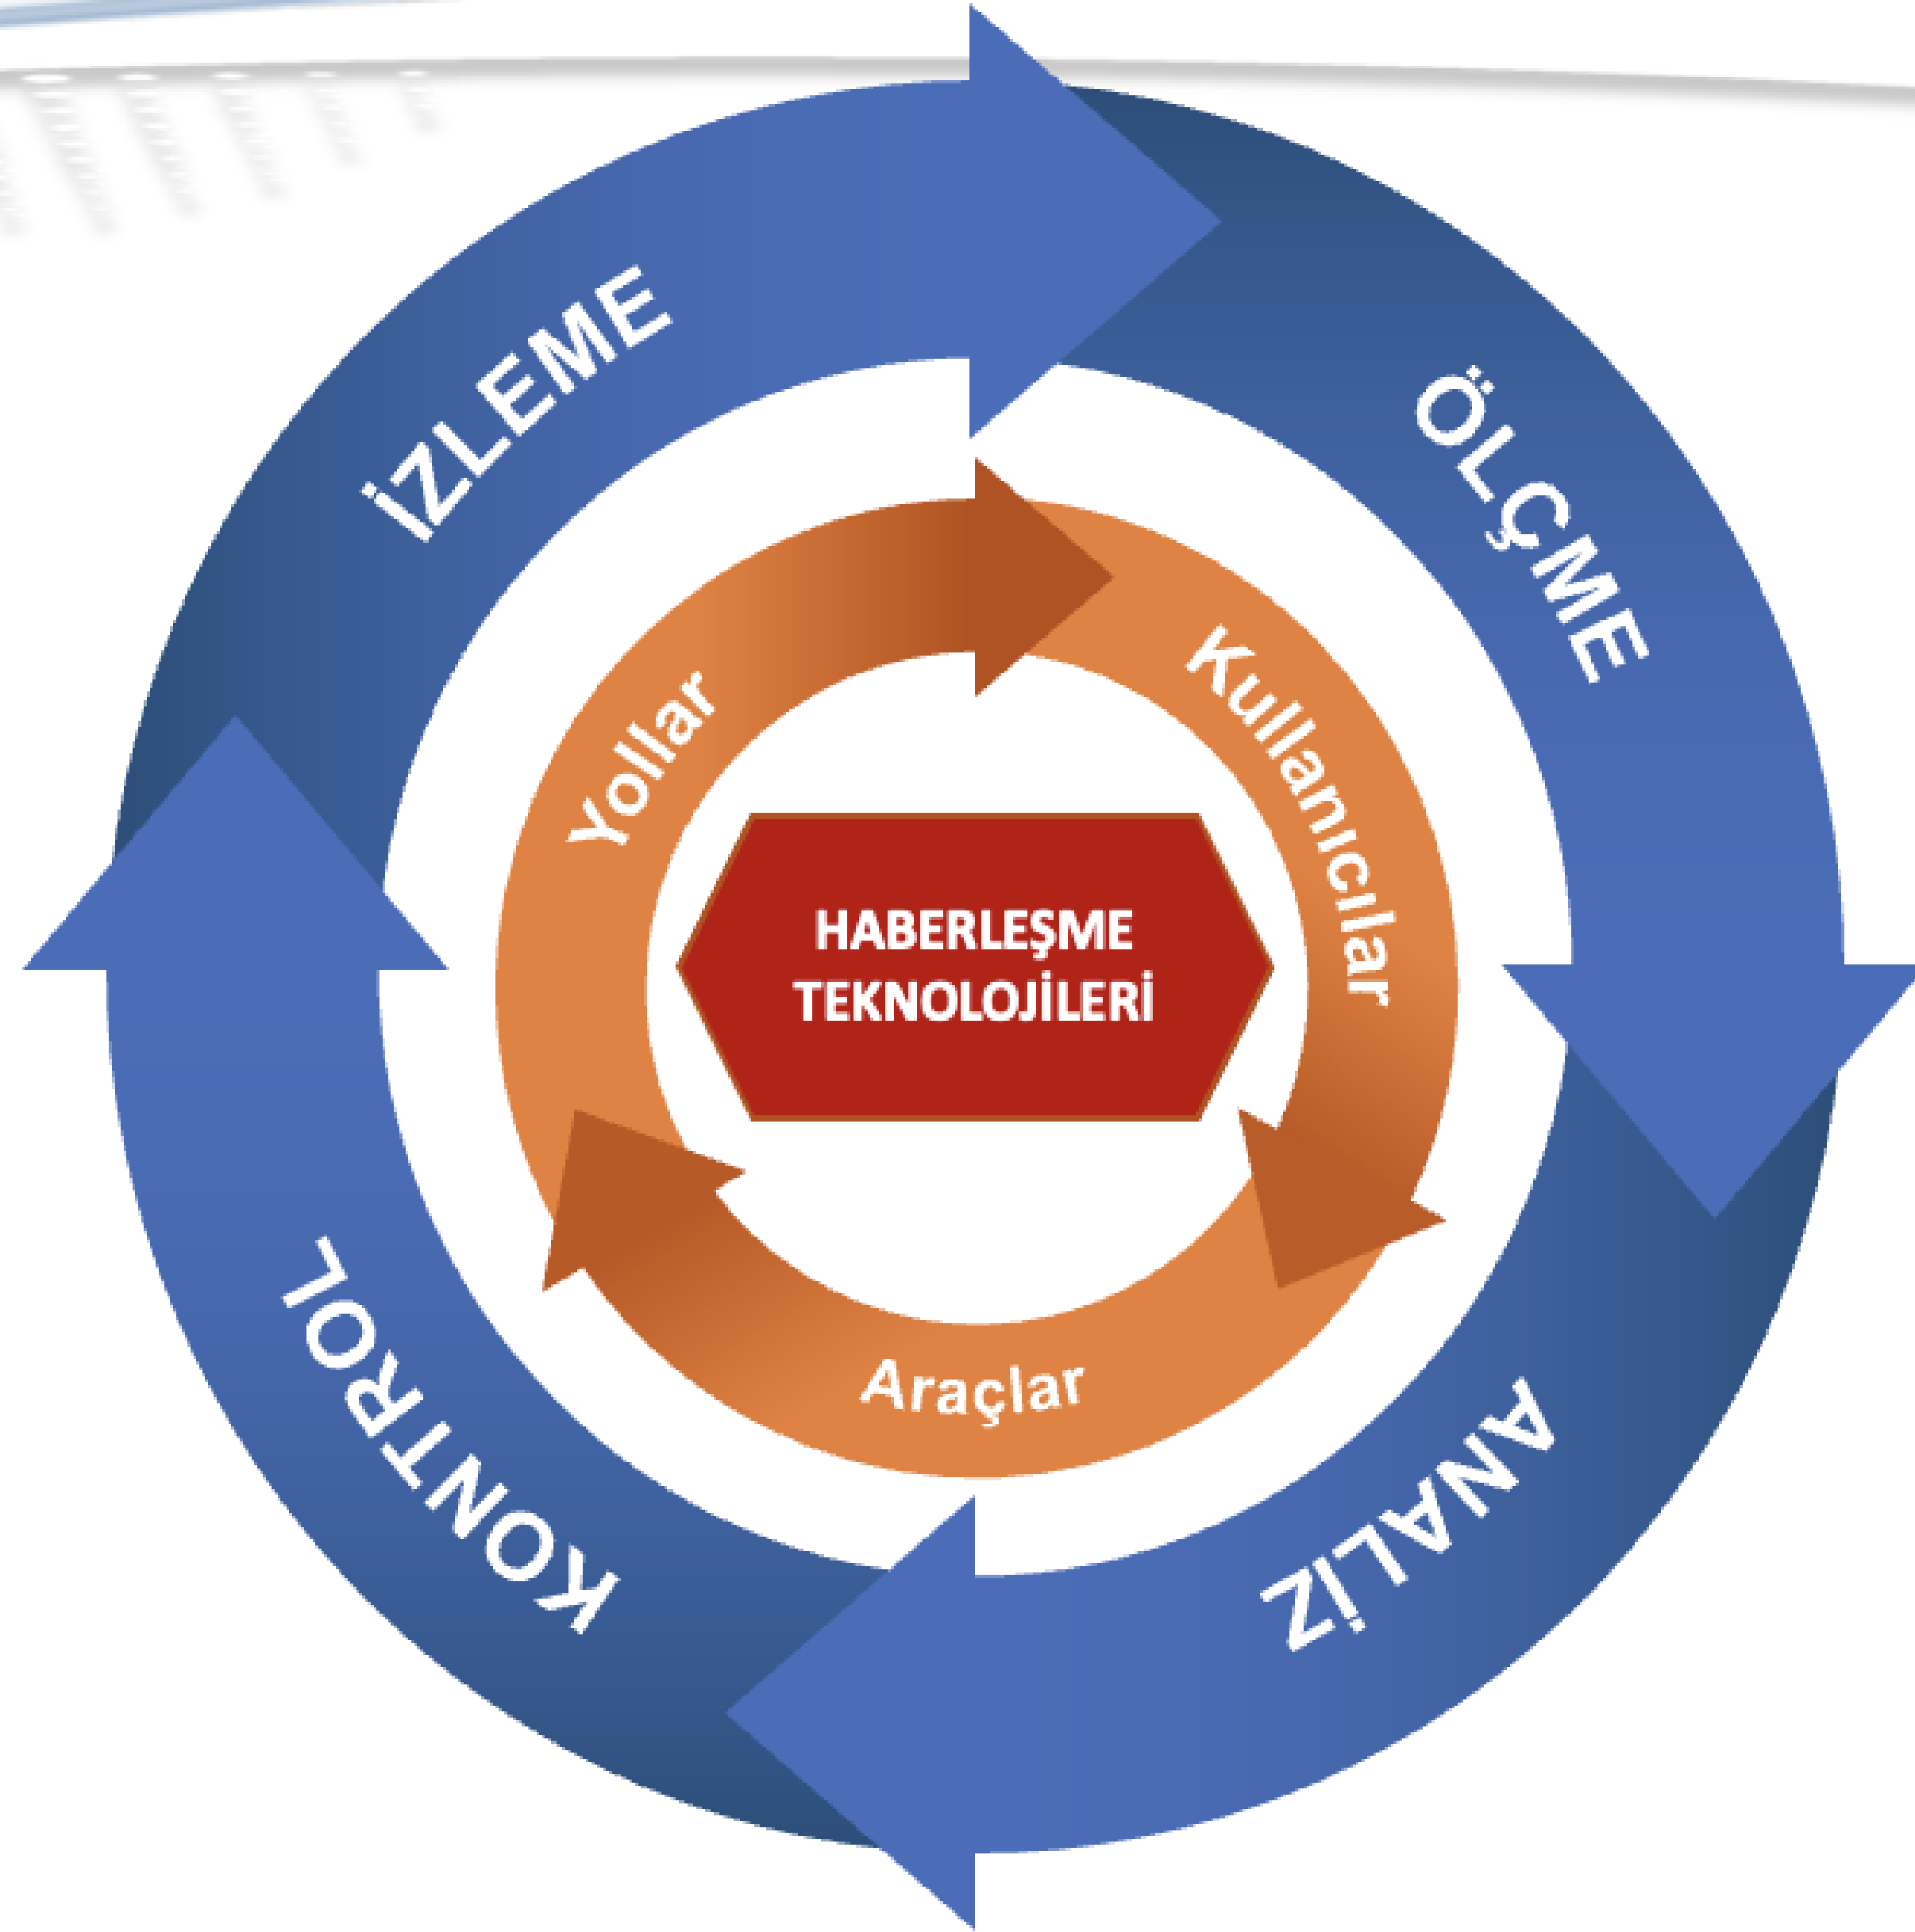 İZLEME
ÖLÇME
ANALİZ
KONTROL
Yollar
Kullanıcılar
Araçlar
HABERLEŞME
TEKNOLOJİLERİ